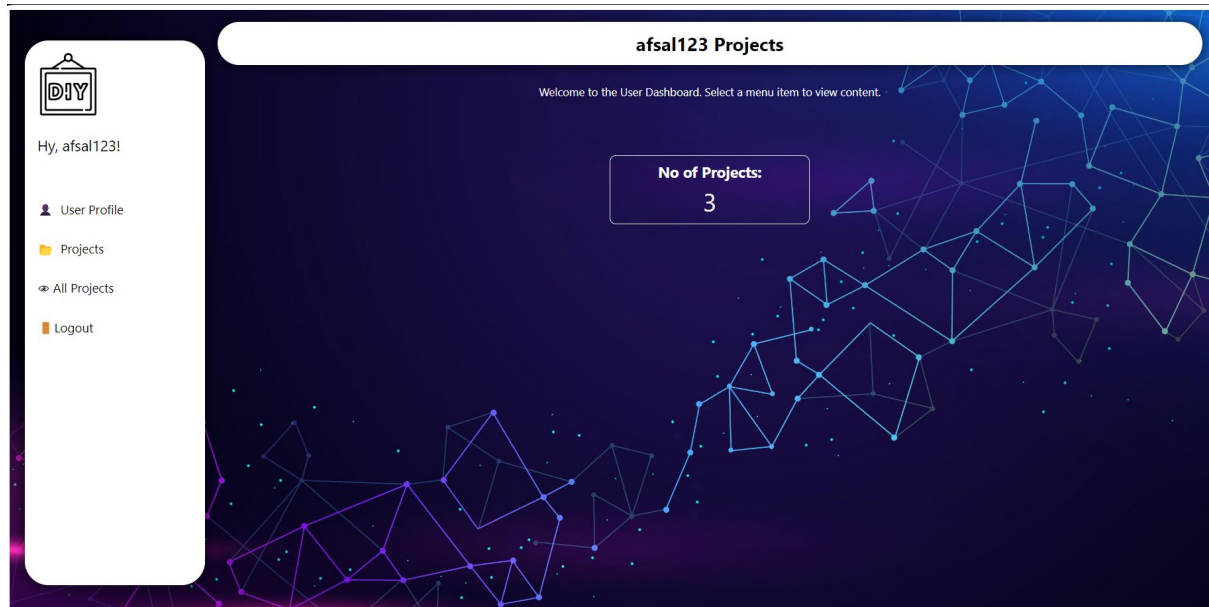 DIY
Hy, afsal123!
User Profile
Projects
All Projects
Logout
afsal123 Projects
Welcome to the User Dashboard. Select a menu item to view content.
No of Projects:
3